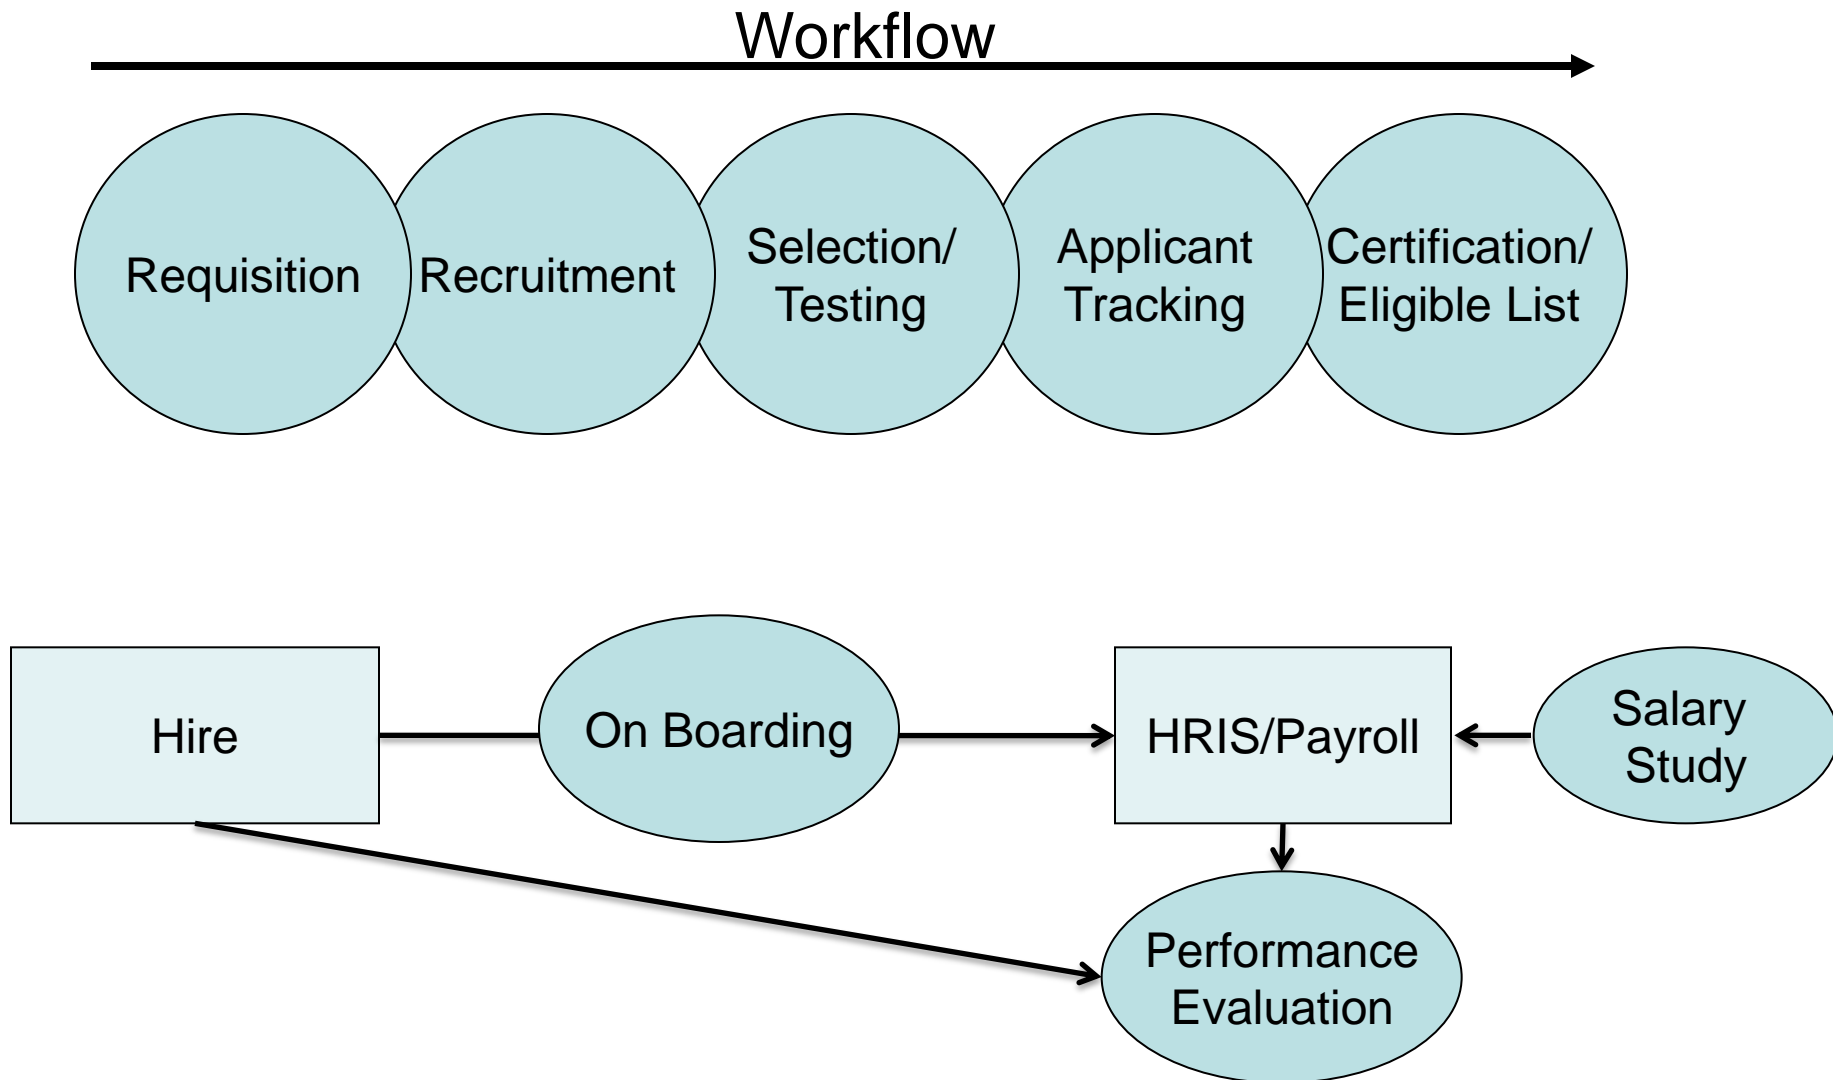 Workflow
Requisition
Recruitment
Selection/
Testing
Applicant
Tracking
Certification/
Eligible List
Hire
On Boarding
HRIS/Payroll
Salary
Study
Performance
Evaluation